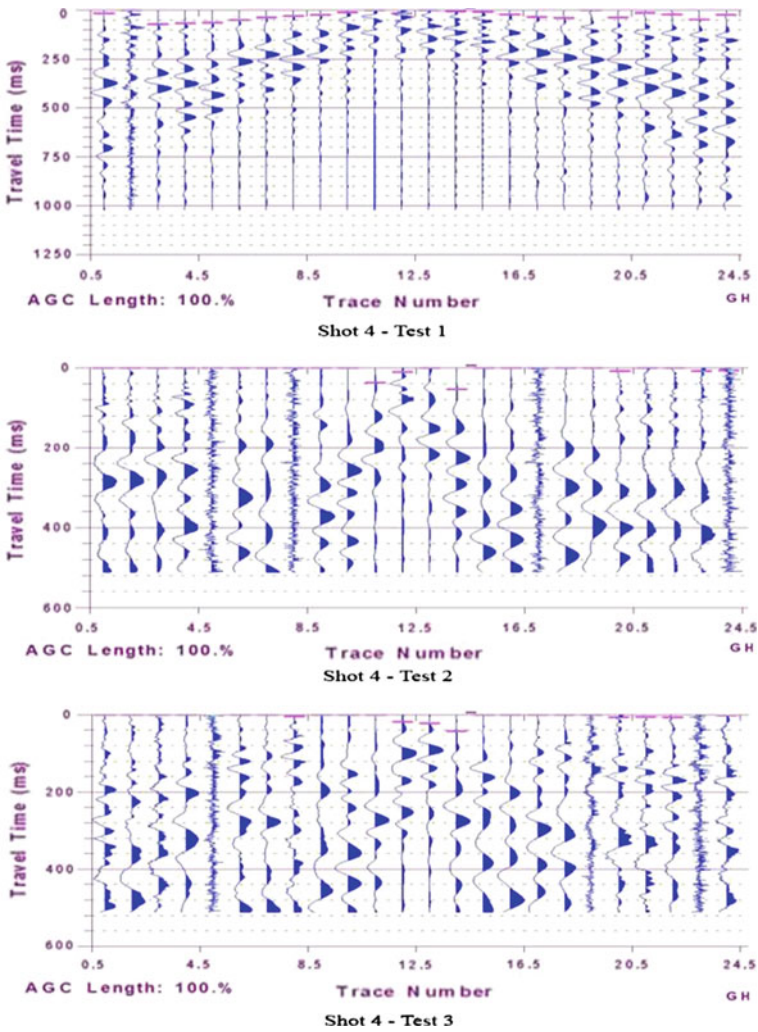 0
250
500
750
1000
1250
Travel Time (ms)
0.5 4.5 8.5 12.5 16.5 20.5 24.5
AGC Length: 100.% Trace Number GH
Shot 4 - Test 1
0
200
400
600
Travel Time (ms)
0.5 4.5 8.5 12.5 16.5 20.5 24.5
AGC Length: 100.% Trace Number GH
Shot 4 - Test 2
0
200
400
600
Travel Time (ms)
0.5 4.5 8.5 12.5 16.5 20.5 24.5
AGC Length: 100.% Trace Number GH
Shot 4 - Test 3